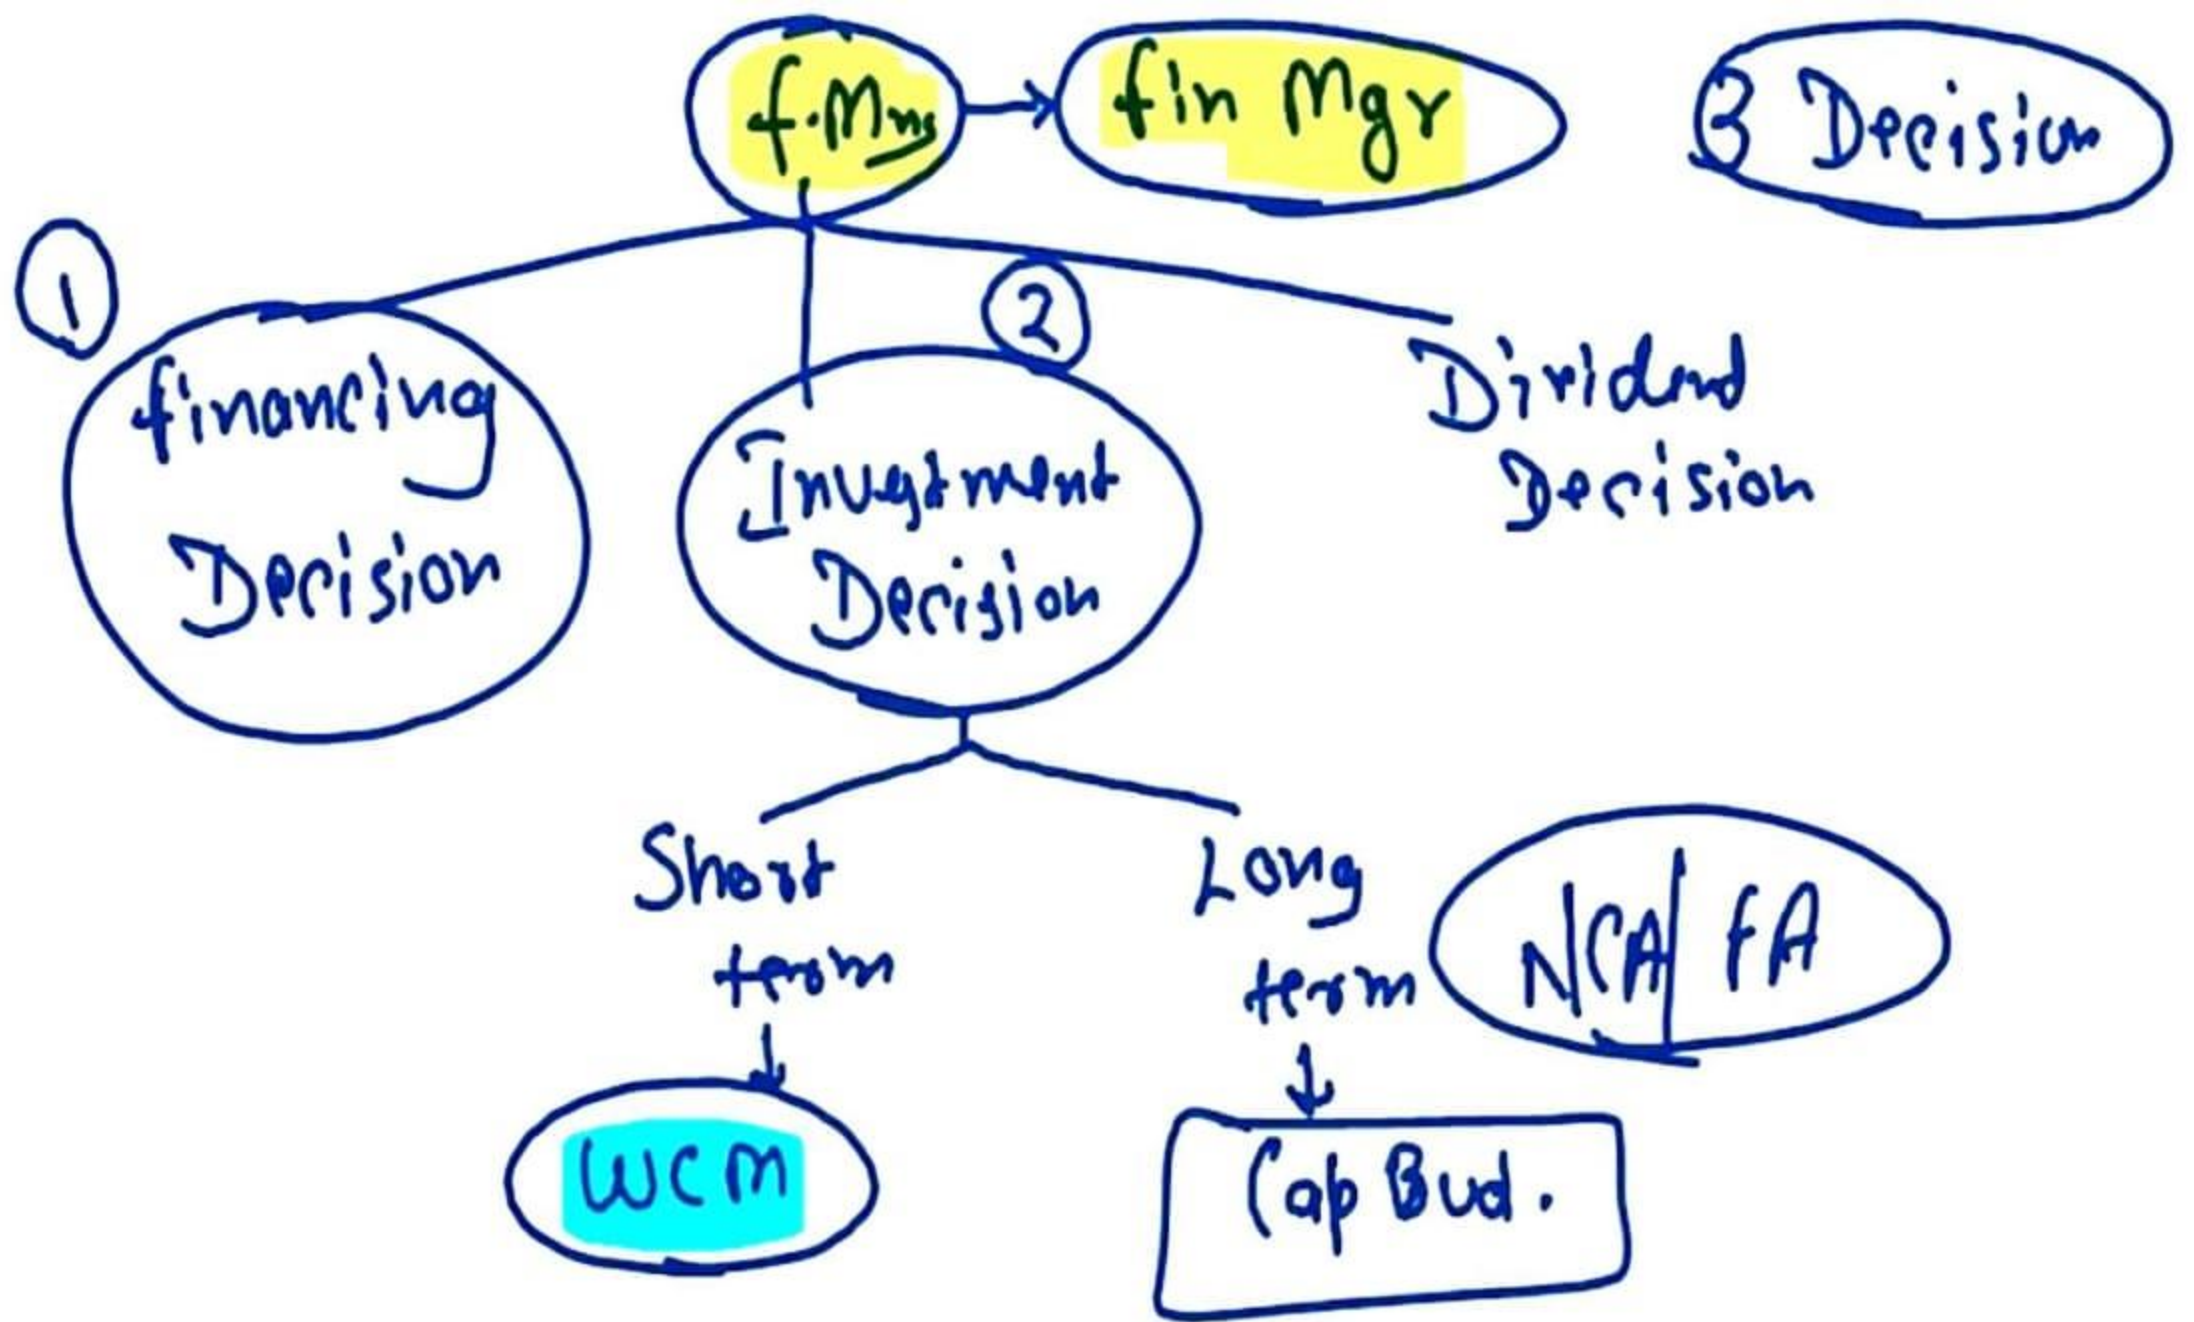 f.Mng
fin Mgr
3 Decision
1
financing
Decision
2
Investment
Decision
Dividend
Decision
Short
term
Long
term
NCA/FA
WCM
Cap Bud.